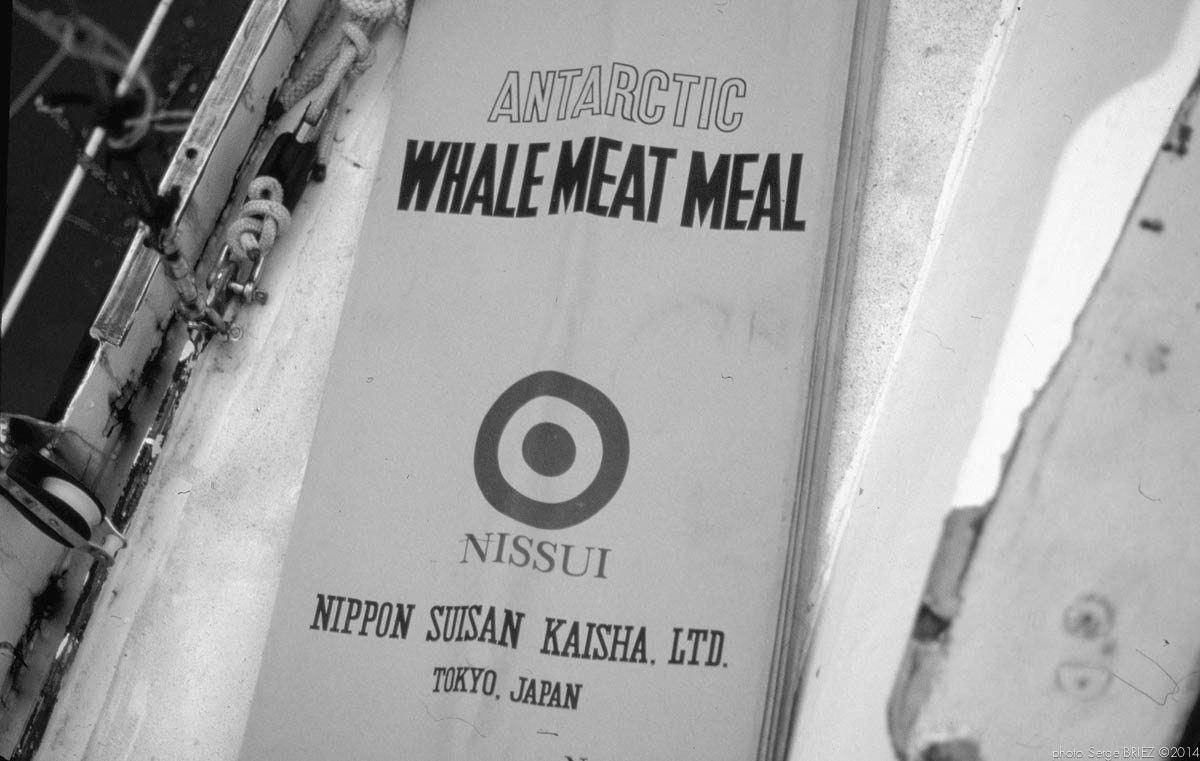 ANTARCTIC
WHALE MEAT MEAL
NISSUI
NIPPON SUISAN KAISHA, LTD.
TOKYO, JAPAN
photo Serge BRIEZ ©2014